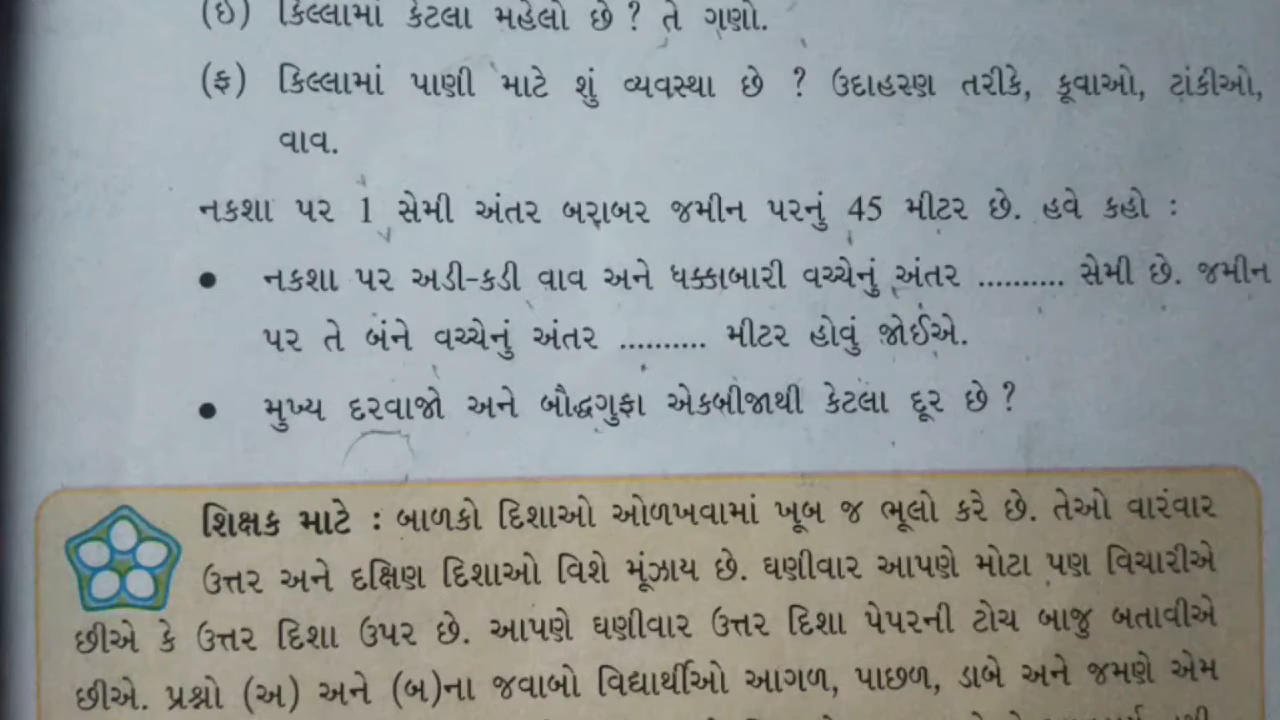 (ઇ) કિલ્લામાં કેટલા મહેલો છે ? તે ગણો.
(ફ) કિલ્લામાં પાણી માટે શું વ્યવસ્થા છે ? ઉદાહરણ તરીકે, કૂવાઓ, ટાંકીઓ,
વાવ.
નકશા પર 1 સેમી અંતર બરાબર જમીન પરનું 45 મીટર છે. હવે કહો :
• નકશા પર અડી-કડી વાવ અને ધક્કાબારી વચ્ચેનું અંતર .......... સેમી છે. જમીન
પર તે બંને વચ્ચેનું અંતર .......... મીટર હોવું જોઈએ.
• મુખ્ય દરવાજો અને બૌદ્ધગુફા એકબીજાથી કેટલા દૂર છે ?
શિક્ષક માટે : બાળકો દિશાઓ ઓળખવામાં ખૂબ જ ભૂલો કરે છે. તેઓ વારંવાર
ઉત્તર અને દક્ષિણ દિશાઓ વિશે મૂંઝાય છે. ઘણીવાર આપણે મોટા પણ વિચારીએ
છીએ કે ઉત્તર દિશા ઉપર છે. આપણે ઘણીવાર ઉત્તર દિશા પેપરની ટોચ બાજુ બતાવીએ
છીએ. પ્રશ્નો (અ) અને (બ)ના જવાબો વિદ્યાર્થીઓ આગળ, પાછળ, ડાબે અને જમણે એમ